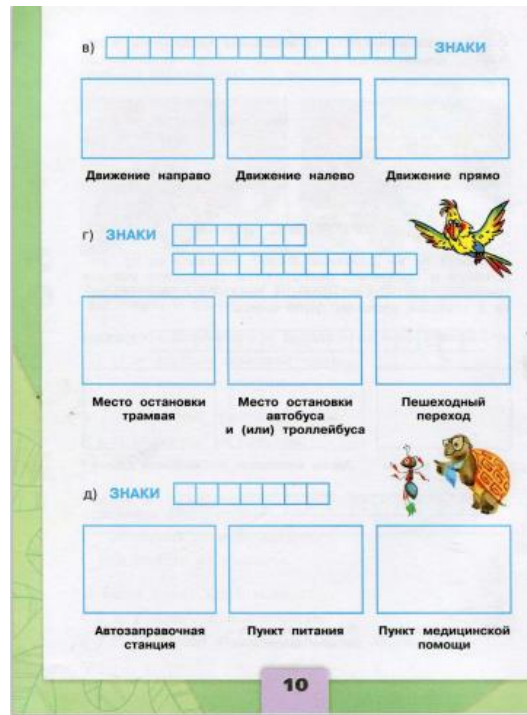 в) ЗНАКИ
Движение направо Движение налево Движение прямо
г) ЗНАКИ
Место остановки трамвая
Место остановки автобуса и (или) троллейбуса
Пешеходный переход
д) ЗНАКИ
Автозаправочная станция
Пункт питания
Пункт медицинской помощи
10